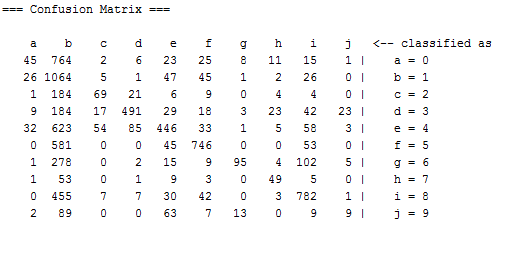 === Confusion Matrix ===
a b c d e f g h i j <-- classified as
45 764 2 6 23 25 8 11 15 1 | a = 0
26 1064 5 1 47 45 1 2 26 0 | b = 1
1 184 69 21 6 9 0 4 4 0 | c = 2
9 184 17 491 29 18 3 23 42 23 | d = 3
32 623 54 85 446 33 1 5 58 3 | e = 4
0 581 0 0 45 746 0 0 53 0 | f = 5
1 278 0 2 15 9 95 4 102 5 | g = 6
1 53 0 1 9 3 0 49 5 0 | h = 7
0 455 7 7 30 42 0 3 782 1 | i = 8
2 89 0 0 63 7 13 0 9 9 | j = 9